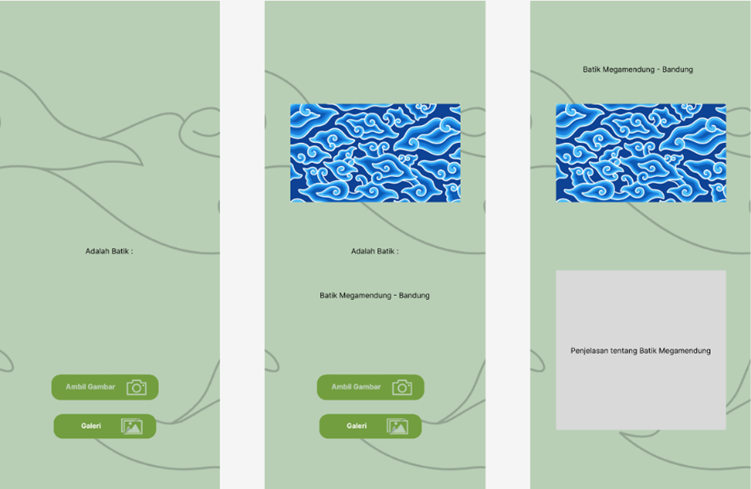 Adalah Batik :
Ambil Gambar
Galeri
Adalah Batik :
Batik Megamendung - Bandung
Ambil Gambar
Galeri
Batik Megamendung - Bandung
Penjelasan tentang Batik Megamendung